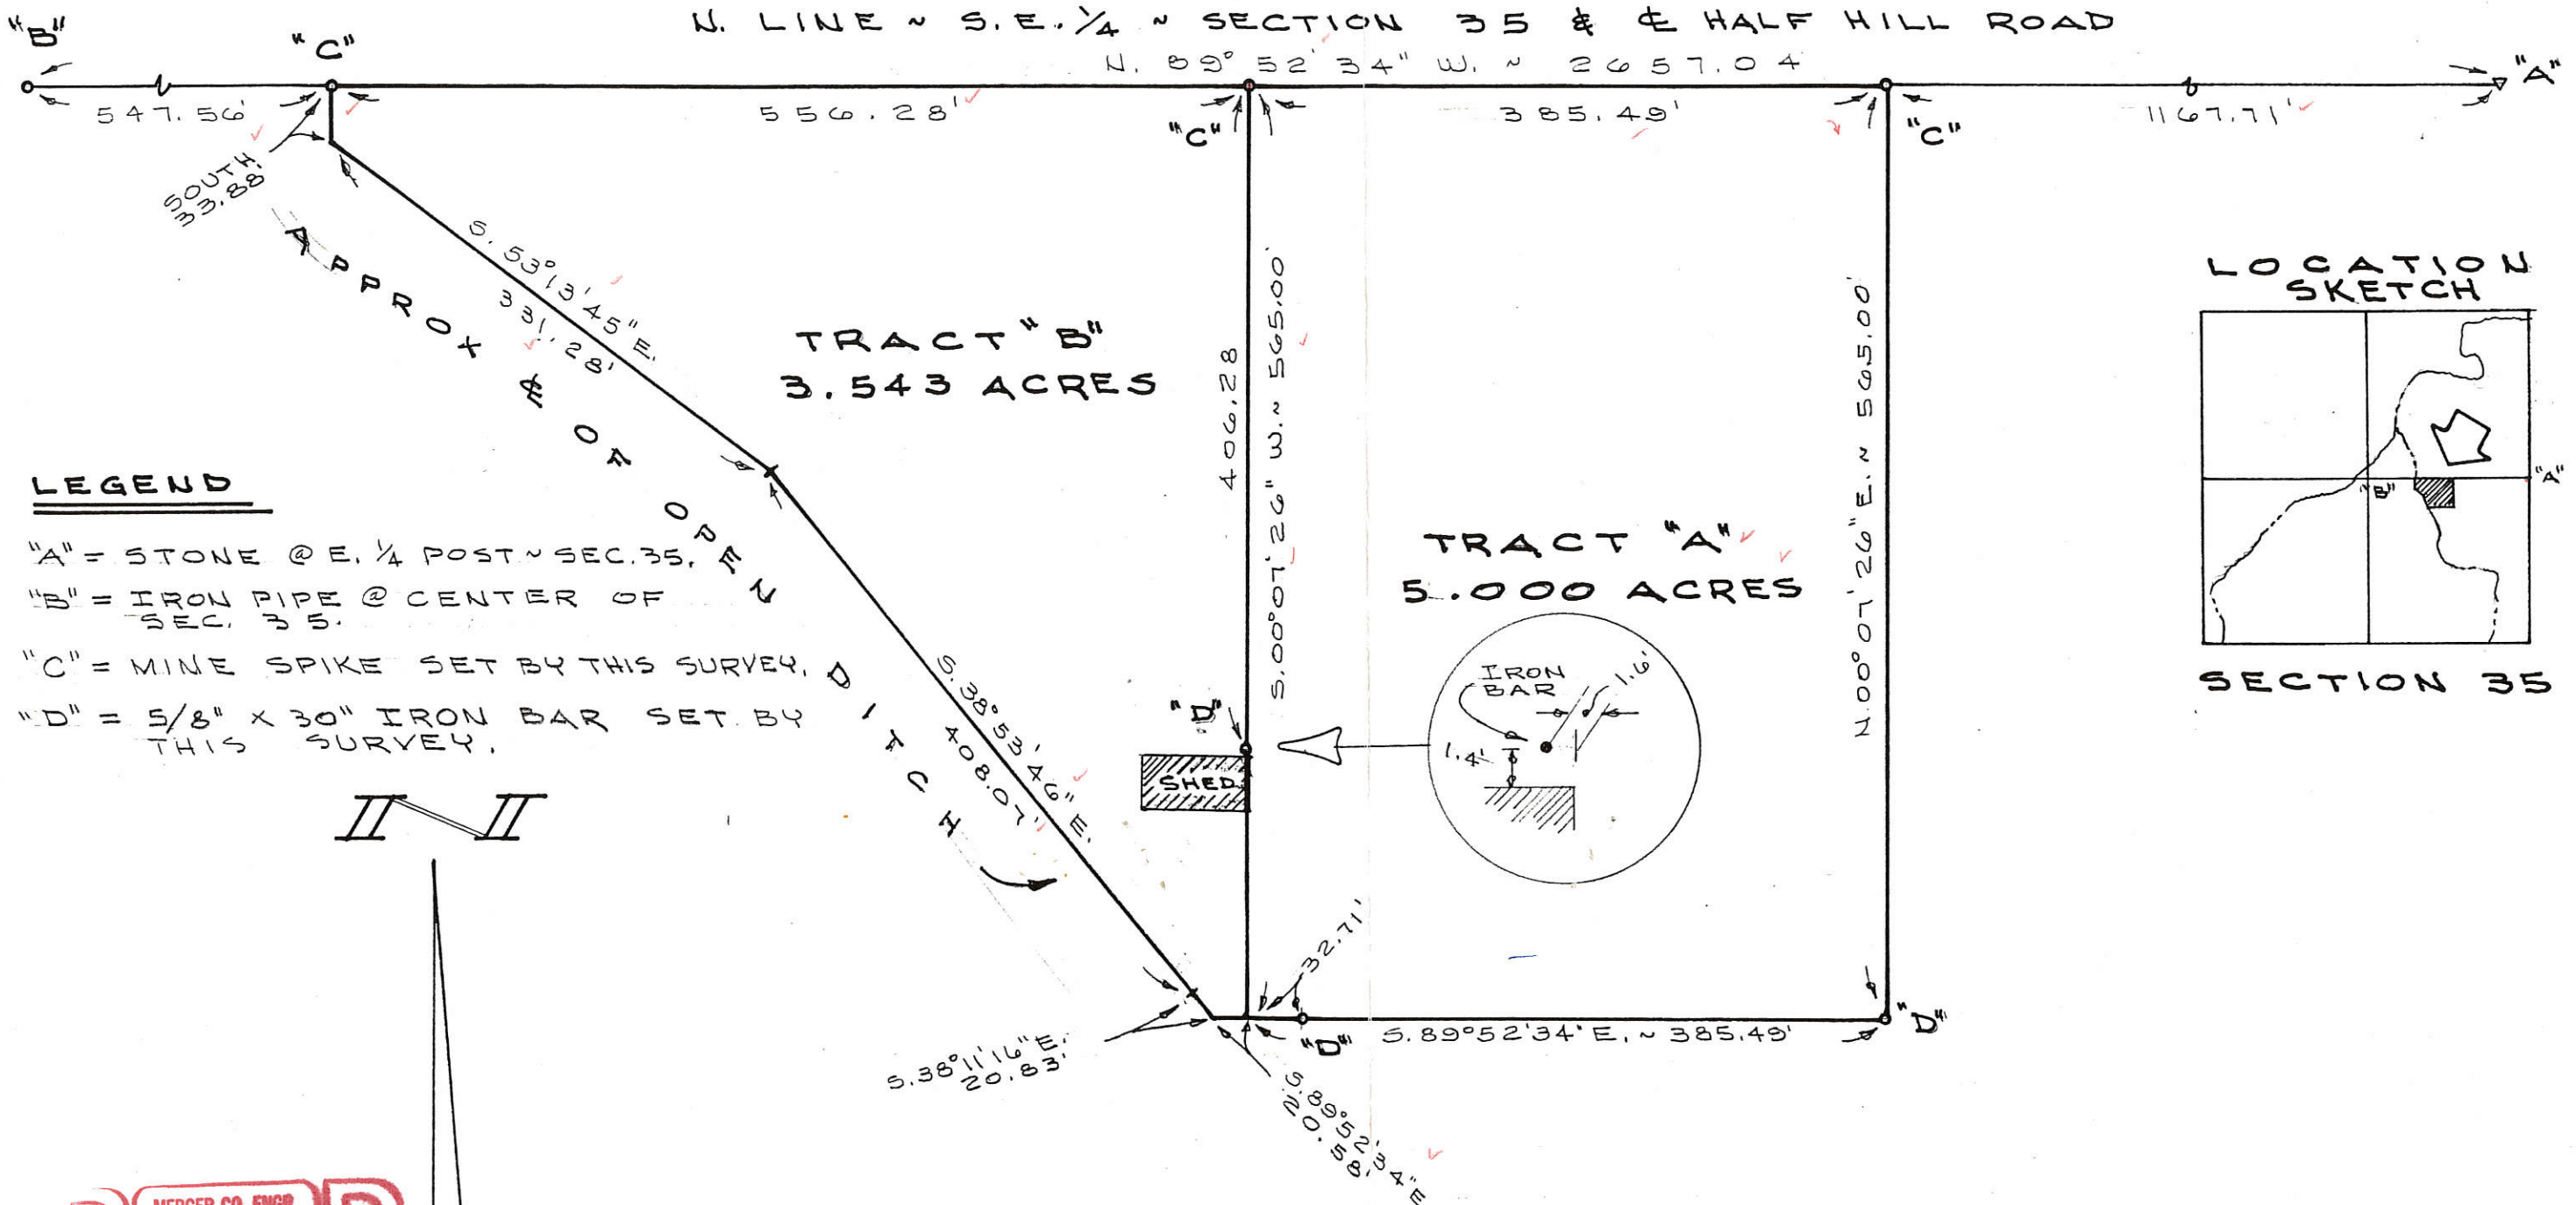 N. LINE ~ S.E. 1/4 ~ SECTION 35 & ℄ HALF HILL ROAD
N. 89° 52' 34" W. ~ 2657.04
"B"
"C"
"A"
547.56'
556.28'
"C"
385.49'
"C"
1167.71'
SOUTH.
33.88
S. 53°13'45" E.
331.28'
APPROX ℄ OF OPEN DITCH
TRACT "B"
3.543 ACRES
406.28
S.00°07'26" W. ~ 565.00'
N.00°07'26" E. ~ 565.00'
LOCATION
SKETCH
"A"
"B"
SECTION 35
LEGEND
"A" = STONE @ E. 1/4 POST ~ SEC. 35.
"B" = IRON PIPE @ CENTER OF
SEC. 35.
"C" = MINE SPIKE SET BY THIS SURVEY.
"D" = 5/8" X 30" IRON BAR SET BY
THIS SURVEY.
TRACT "A"
5.000 ACRES
IRON
BAR
1.6'
1.4'
"D"
SHED
S.38°53'46" E.
408.07'
N
32.71'
"D"
S.89°52'34" E. ~ 385.49'
"D"
S.38°11'16" E.
20.83'
S.89°52'34" E
20.58'
MERCER CO. ENGR